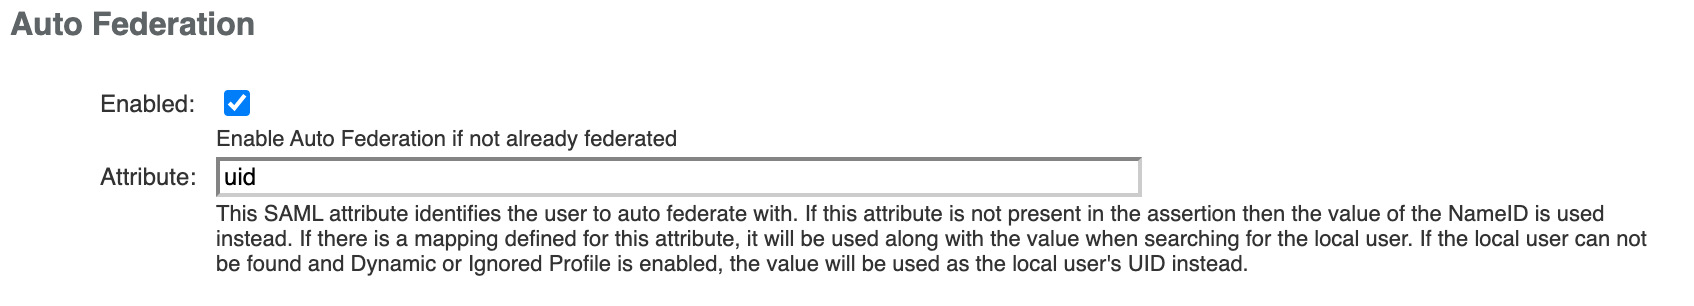 Auto Federation
Enabled:
Enable Auto Federation if not already federated
Attribute: uid
This SAML attribute identifies the user to auto federate with. If this attribute is not present in the assertion then the value of the NameID is used
instead. If there is a mapping defined for this attribute, it will be used along with the value when searching for the local user. If the local user can not
be found and Dynamic or Ignored Profile is enabled, the value will be used as the local user's UID instead.